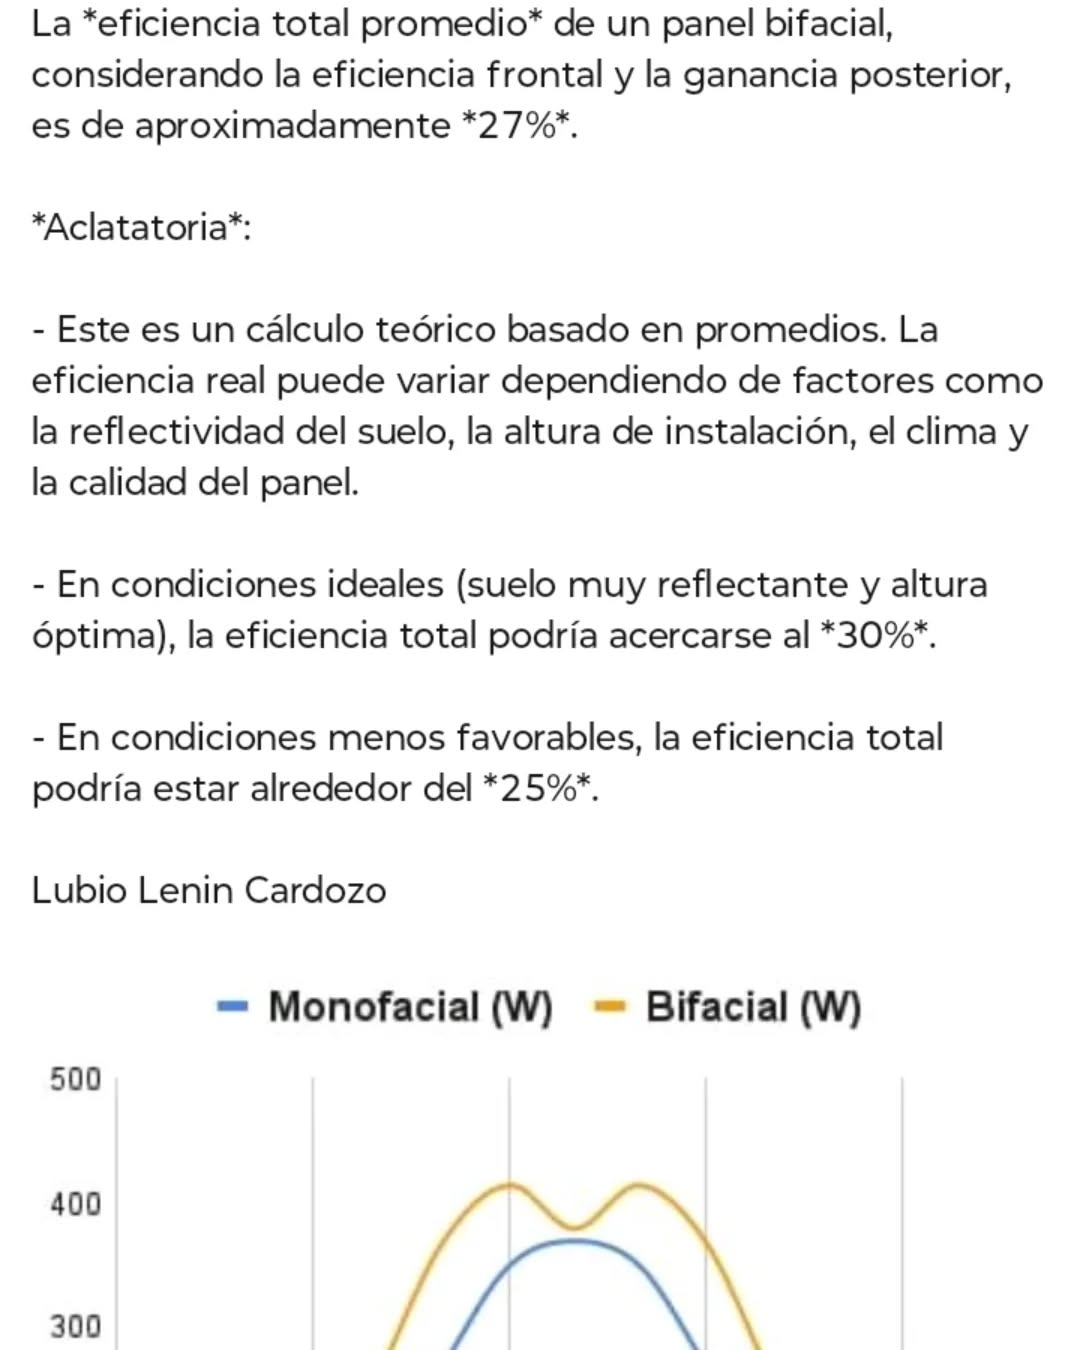 La *eficiencia total promedio* de un panel bifacial,
considerando la eficiencia frontal y la ganancia posterior,
es de aproximadamente *27%*.
*Aclatatoria*:
- Este es un cálculo teórico basado en promedios. La
eficiencia real puede variar dependiendo de factores como
la reflectividad del suelo, la altura de instalación, el clima y
la calidad del panel.
- En condiciones ideales (suelo muy reflectante y altura
óptima), la eficiencia total podría acercarse al *30%*.
- En condiciones menos favorables, la eficiencia total
podría estar alrededor del *25%*.
Lubio Lenin Cardozo
Monofacial (W) Bifacial (W)
500
400
300